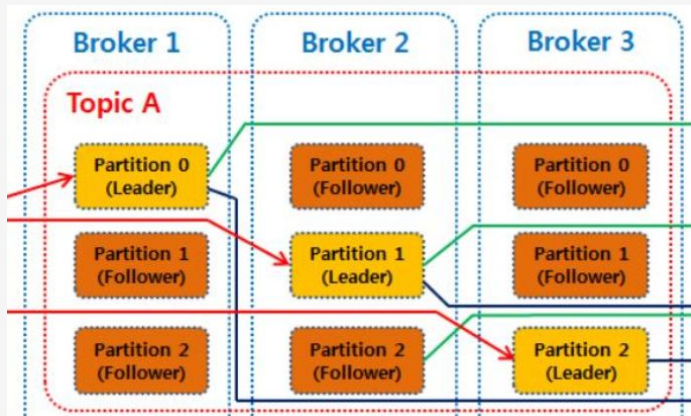 Broker 1
Broker 2
Broker 3
Topic A
Partition 0
(Leader)
Partition 0
(Follower)
Partition 0
(Follower)
Partition 1
(Follower)
Partition 1
(Leader)
Partition 1
(Follower)
Partition 2
(Follower)
Partition 2
(Follower)
Partition 2
(Leader)